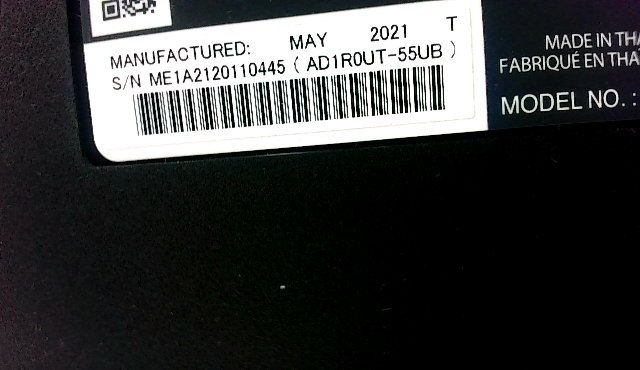 MANUFACTURED: MAY 2021 T
S/N ME1A2120110445 ( AD1R0UT-55UB )
MADE IN THA
FABRIQUÉ EN THA
MODEL NO. :